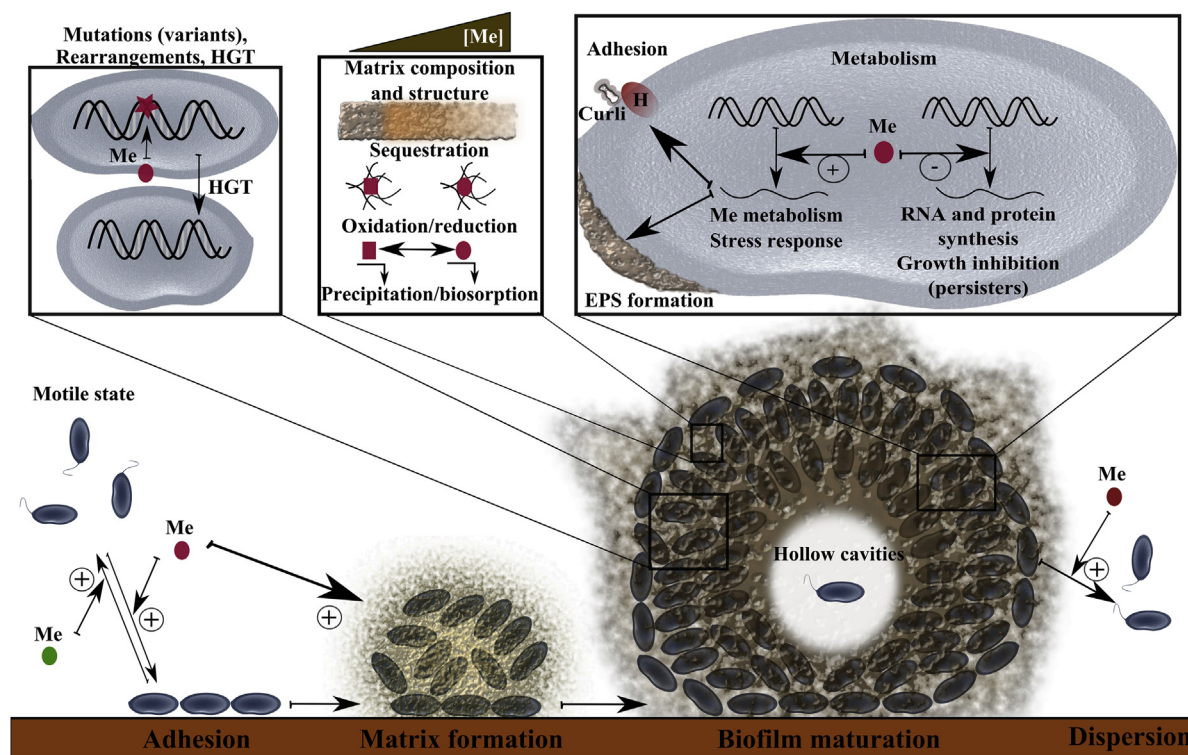 Mutations (variants),
Rearrangements, HGT
Me
HGT
[Me]
Matrix composition
and structure
Sequestration
Oxidation/reduction
Precipitation/biosorption
Adhesion
H
Curli
Metabolism
Me
+
-
Me metabolism
Stress response
RNA and protein
synthesis
Growth inhibition
(persisters)
EPS formation
Motile state
Me
+
+
Me
+
Hollow cavities
Me
+
Adhesion
Matrix formation
Biofilm maturation
Dispersion